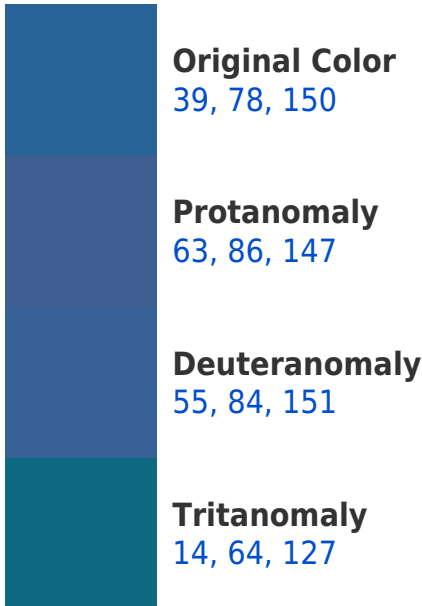 Original Color
39, 78, 150
Protanomaly
63, 86, 147
Deuteranomaly
55, 84, 151
Tritanomaly
14, 64, 127